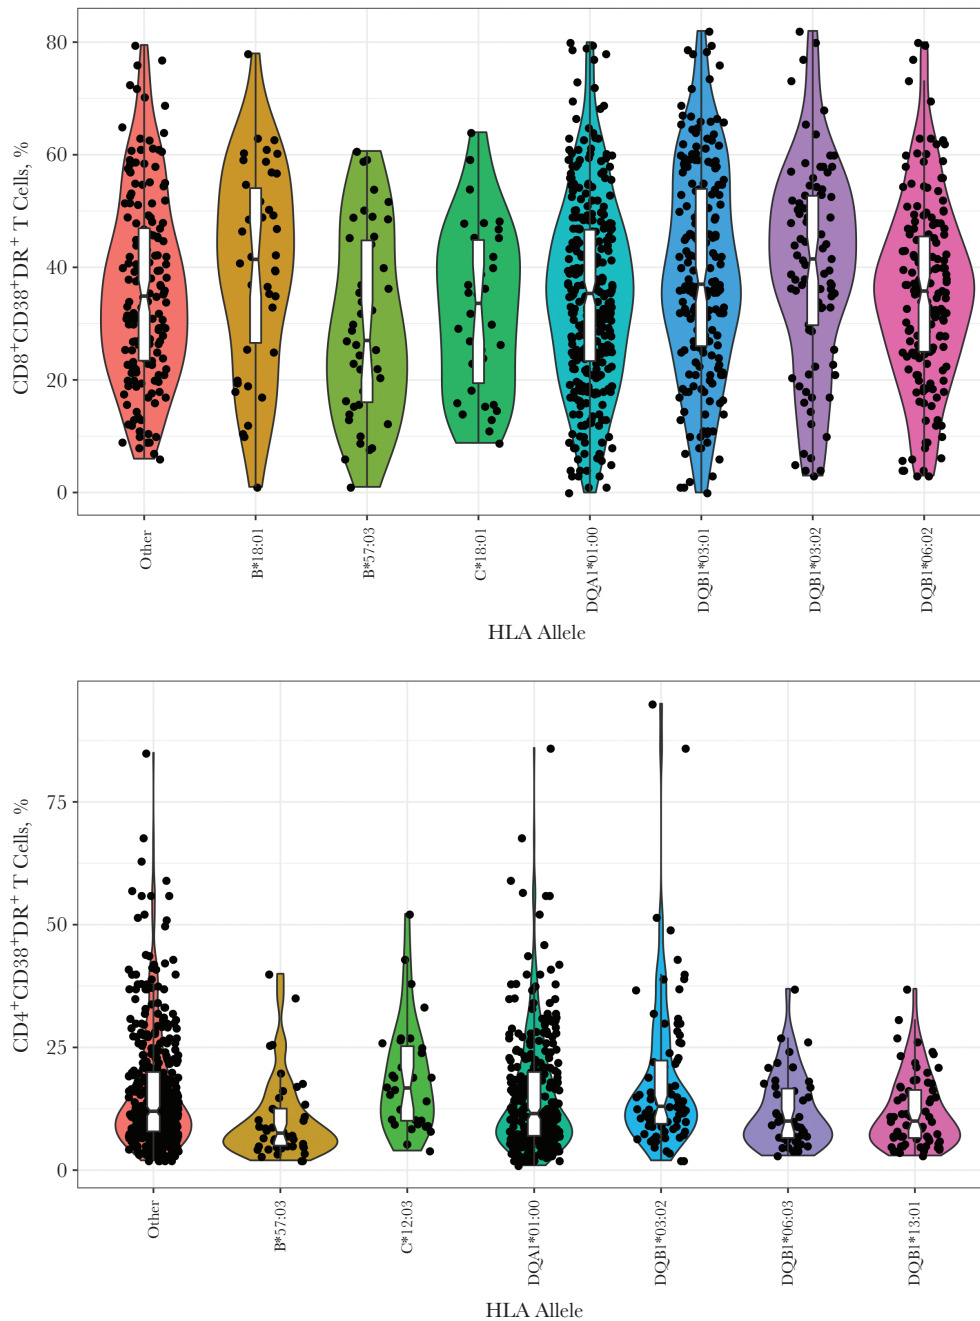 CD8⁺CD38⁺DR⁺ T Cells, %
80
60
40
20
0
Other
B*18:01
B*57:03
C*18:01
DQA1*01:00
DQB1*03:01
DQB1*03:02
DQB1*06:02
HLA Allele
CD4⁺CD38⁺DR⁺ T Cells, %
75
50
25
0
Other
B*57:03
C*12:03
DQA1*01:00
DQB1*03:02
DQB1*06:03
DQB1*13:01
HLA Allele